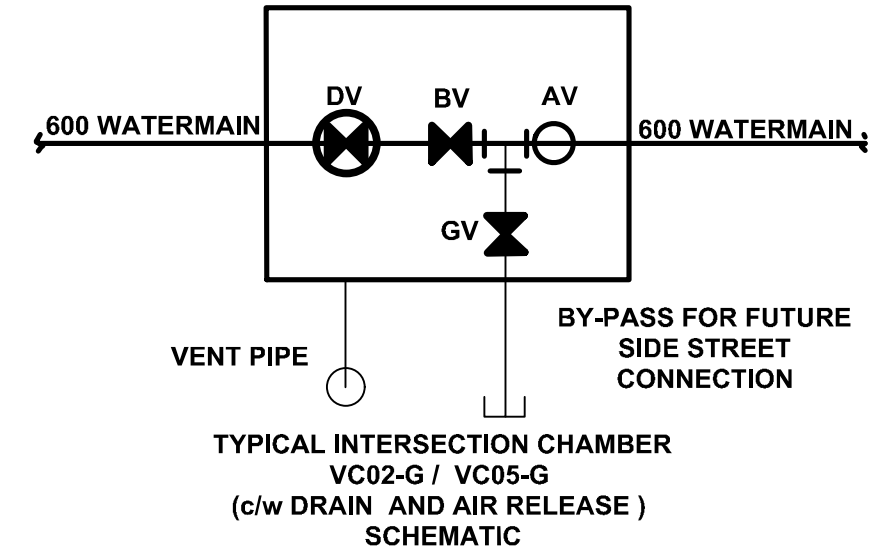 DV
BV
AV
600 WATERMAIN
600 WATERMAIN
GV
BY-PASS FOR FUTURE
SIDE STREET
CONNECTION
VENT PIPE
TYPICAL INTERSECTION CHAMBER
VC02-G / VC05-G
(c/w DRAIN AND AIR RELEASE )
SCHEMATIC